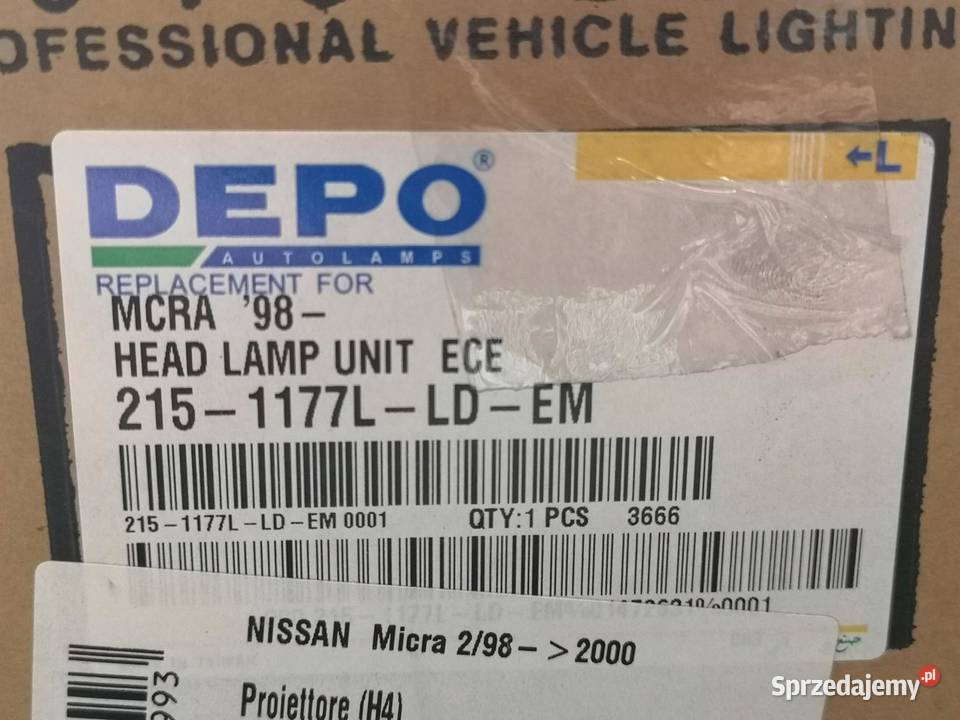 OFESSIONAL VEHICLE LIGHTIN
←L
DEPO®
AUTOLAMPS
REPLACEMENT FOR
MCRA '98-
HEAD LAMP UNIT ECE
215-1177L-LD-EM
215-1177L-LD-EM 0001 QTY:1 PCS 3666
NISSAN Micra 2/98- > 2000
Proiettore (H4)
993
Sprzedajemy.pl